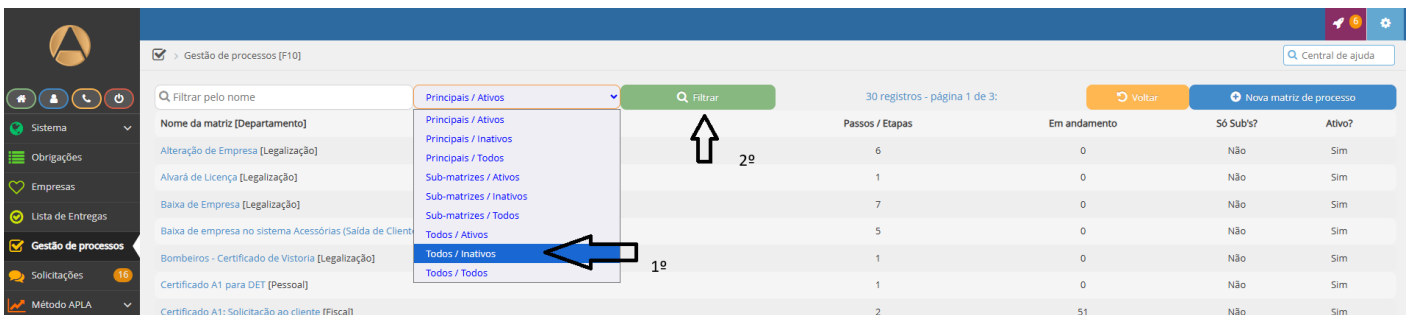 6
Gestão de processos [F10]
Central de ajuda
Filtrar pelo nome
Principais / Ativos
Filtrar
30 registros - página 1 de 3:
Voltar
Nova matriz de processo
Sistema
Obrigações
Empresas
Lista de Entregas
Gestão de processos
Solicitações 16
Método APLA
Nome da matriz [Departamento]
Passos / Etapas
Em andamento
Só Sub's?
Ativo?
Principais / Ativos
Principais / Inativos
Principais / Todos
Sub-matrizes / Ativos
Sub-matrizes / Inativos
Sub-matrizes / Todos
Todos / Ativos
Todos / Inativos
Todos / Todos
1º
2º
Alteração de Empresa [Legalização] 6 0 Não Sim
Alvará de Licença [Legalização] 1 0 Não Sim
Baixa de Empresa [Legalização] 7 0 Não Sim
Baixa de empresa no sistema Acessórias (Saída de Client 5 0 Não Sim
Bombeiros - Certificado de Vistoria [Legalização] 1 0 Não Sim
Certificado A1 para DET [Pessoal] 1 0 Não Sim
Certificado A1: Solicitação ao cliente [Fiscal] 2 51 Não Sim